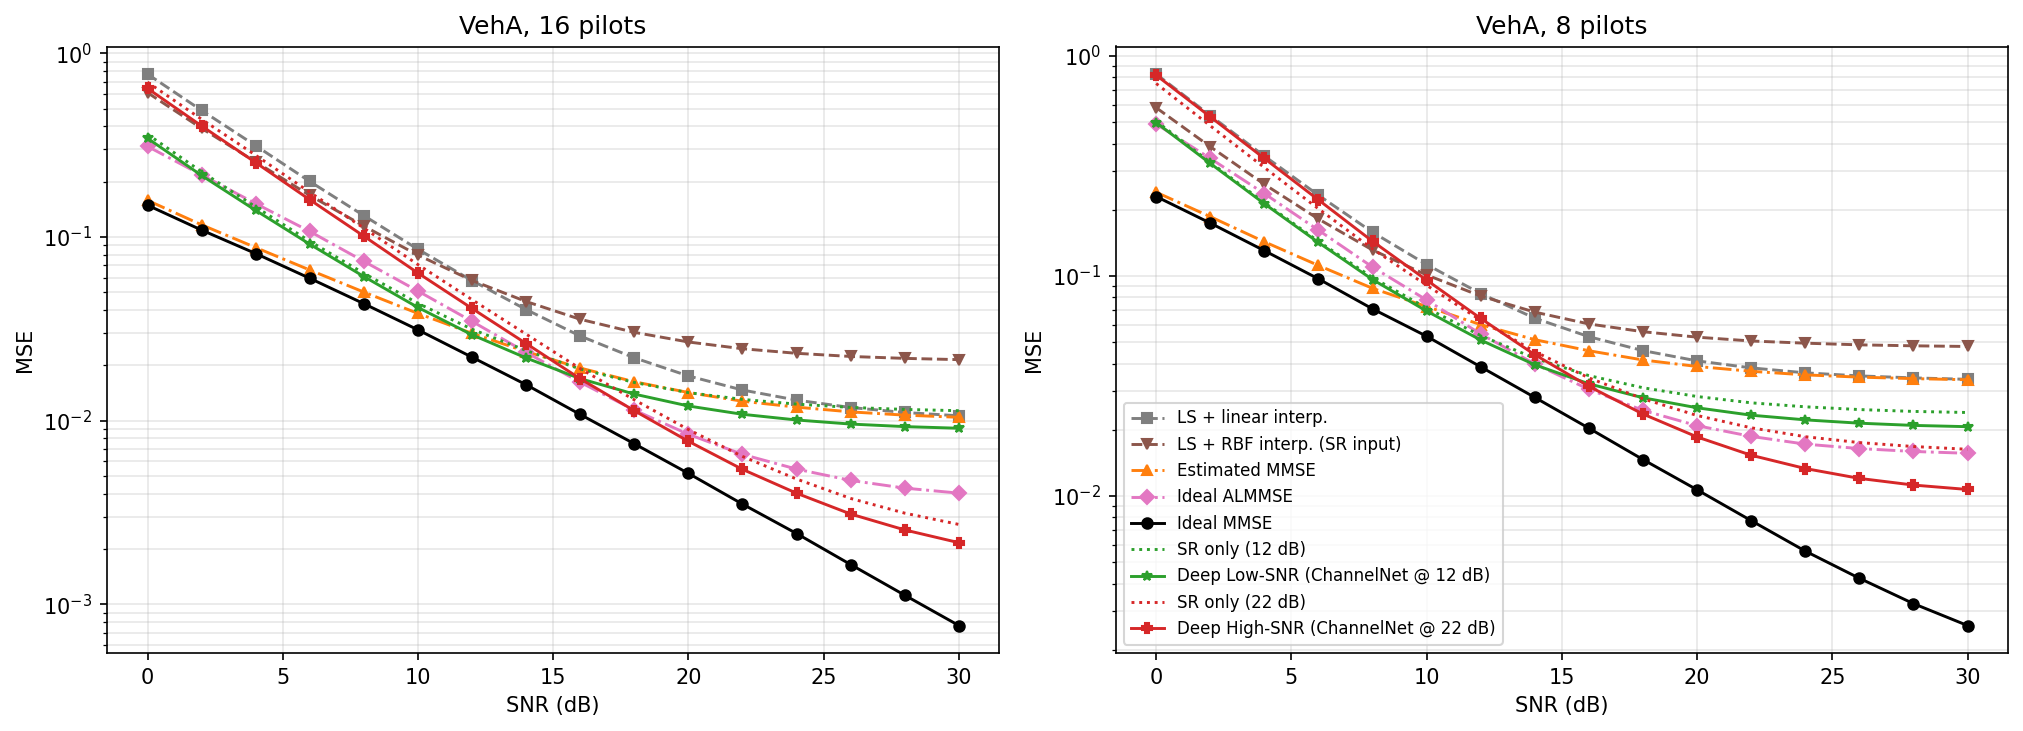 VehA, 16 pilots
10⁰
10⁻¹
10⁻²
10⁻³
MSE
0 5 10 15 20 25 30
SNR (dB)
VehA, 8 pilots
10⁰
10⁻¹
10⁻²
MSE
LS + linear interp.
LS + RBF interp. (SR input)
Estimated MMSE
Ideal ALMMSE
Ideal MMSE
SR only (12 dB)
Deep Low-SNR (ChannelNet @ 12 dB)
SR only (22 dB)
Deep High-SNR (ChannelNet @ 22 dB)
0 5 10 15 20 25 30
SNR (dB)